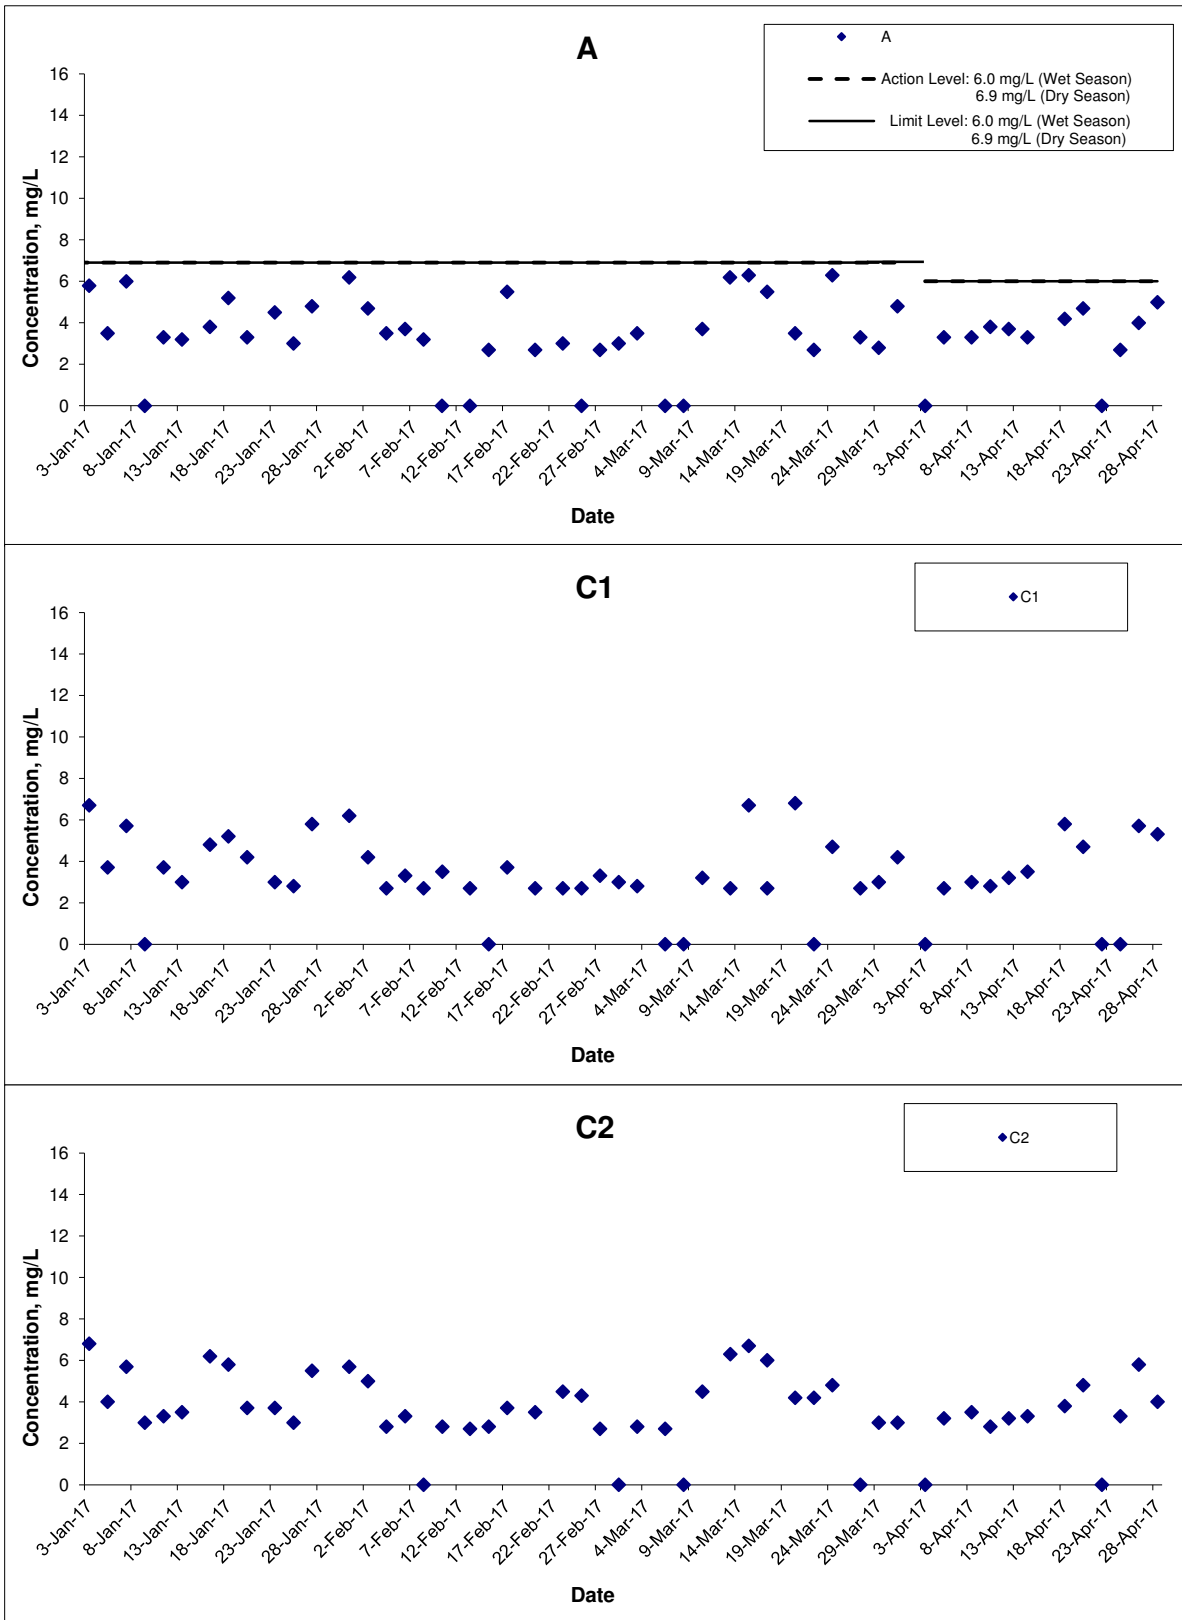 A
A
Action Level: 6.0 mg/L (Wet Season)
6.9 mg/L (Dry Season)
Limit Level: 6.0 mg/L (Wet Season)
6.9 mg/L (Dry Season)
Concentration, mg/L
16
14
12
10
8
6
4
2
0
3-Jan-17
8-Jan-17
13-Jan-17
18-Jan-17
23-Jan-17
28-Jan-17
2-Feb-17
7-Feb-17
12-Feb-17
17-Feb-17
22-Feb-17
27-Feb-17
4-Mar-17
9-Mar-17
14-Mar-17
19-Mar-17
24-Mar-17
29-Mar-17
3-Apr-17
8-Apr-17
13-Apr-17
18-Apr-17
23-Apr-17
28-Apr-17
Date
C1
C1
Concentration, mg/L
16
14
12
10
8
6
4
2
0
3-Jan-17
8-Jan-17
13-Jan-17
18-Jan-17
23-Jan-17
28-Jan-17
2-Feb-17
7-Feb-17
12-Feb-17
17-Feb-17
22-Feb-17
27-Feb-17
4-Mar-17
9-Mar-17
14-Mar-17
19-Mar-17
24-Mar-17
29-Mar-17
3-Apr-17
8-Apr-17
13-Apr-17
18-Apr-17
23-Apr-17
28-Apr-17
Date
C2
C2
Concentration, mg/L
16
14
12
10
8
6
4
2
0
3-Jan-17
8-Jan-17
13-Jan-17
18-Jan-17
23-Jan-17
28-Jan-17
2-Feb-17
7-Feb-17
12-Feb-17
17-Feb-17
22-Feb-17
27-Feb-17
4-Mar-17
9-Mar-17
14-Mar-17
19-Mar-17
24-Mar-17
29-Mar-17
3-Apr-17
8-Apr-17
13-Apr-17
18-Apr-17
23-Apr-17
28-Apr-17
Date